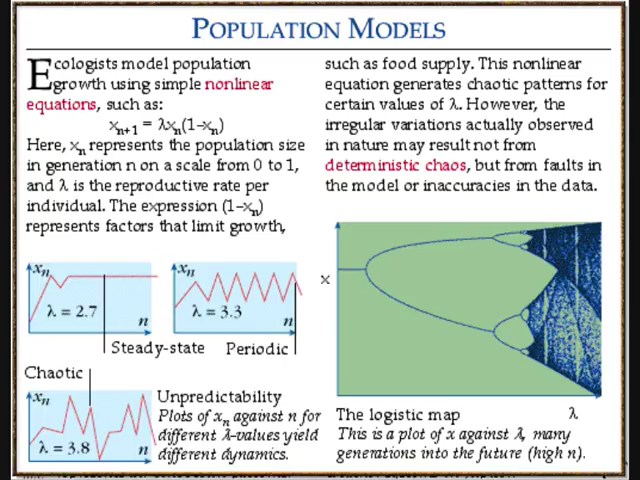 POPULATION MODELS
Ecologists model population
growth using simple nonlinear
equations, such as:
xn+1 = λxn(1–xn)
Here, xn represents the population size
in generation n on a scale from 0 to 1,
and λ is the reproductive rate per
individual. The expression (1–xn)
represents factors that limit growth,
such as food supply. This nonlinear
equation generates chaotic patterns for
certain values of λ. However, the
irregular variations actually observed
in nature may result not from
deterministic chaos, but from faults in
the model or inaccuracies in the data.
xn
λ = 2.7
n
Steady-state
xn
λ = 3.3
n
Periodic
Chaotic
xn
λ = 3.8
n
Unpredictability
Plots of xn against n for
different λ-values yield
different dynamics.
x
λ
The logistic map
This is a plot of x against λ, many
generations into the future (high n).